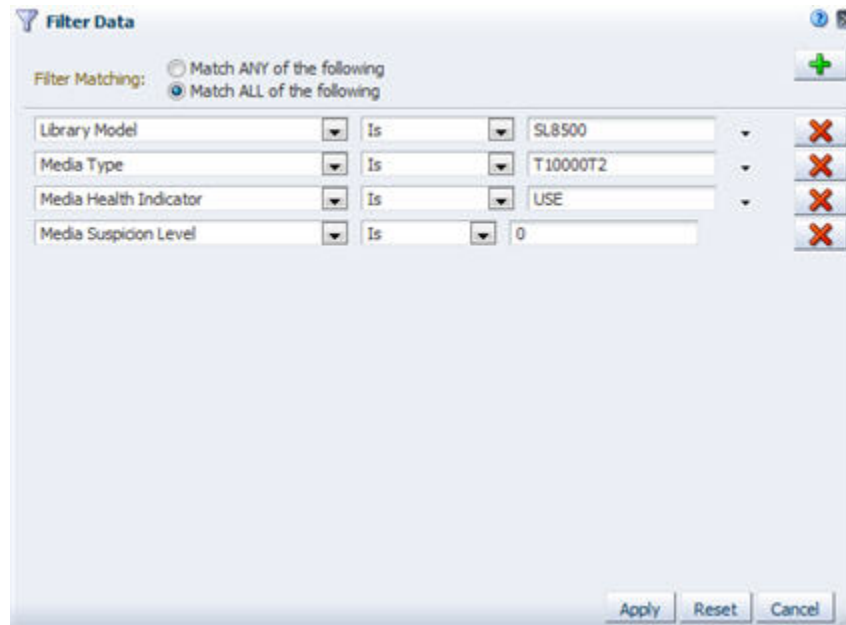 Filter Data
Filter Matching:
Match ANY of the following
Match ALL of the following
Library Model Is SL8500
Media Type Is T10000T2
Media Health Indicator Is USE
Media Suspicion Level Is 0
Apply Reset Cancel